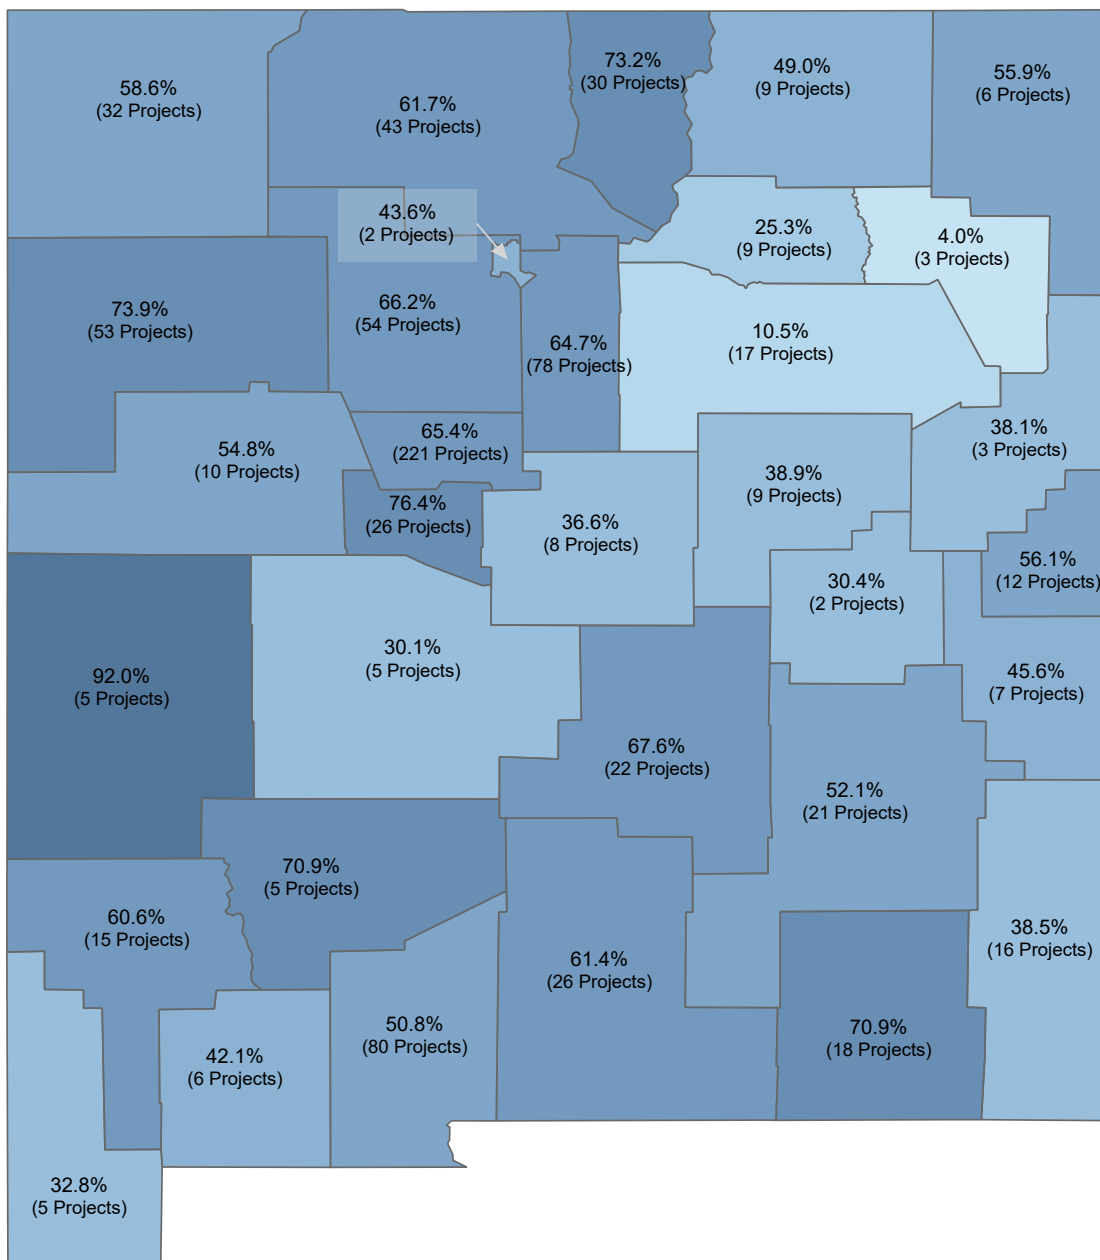 73.2%
(30 Projects)
49.0%
(9 Projects)
55.9%
(6 Projects)
58.6%
(32 Projects)
61.7%
(43 Projects)
43.6%
(2 Projects)
25.3%
(9 Projects)
4.0%
(3 Projects)
73.9%
(53 Projects)
66.2%
(54 Projects)
64.7%
(78 Projects)
10.5%
(17 Projects)
54.8%
(10 Projects)
65.4%
(221 Projects)
38.1%
(3 Projects)
38.9%
(9 Projects)
76.4%
(26 Projects)
36.6%
(8 Projects)
56.1%
(12 Projects)
30.4%
(2 Projects)
92.0%
(5 Projects)
30.1%
(5 Projects)
45.6%
(7 Projects)
67.6%
(22 Projects)
52.1%
(21 Projects)
70.9%
(5 Projects)
60.6%
(15 Projects)
61.4%
(26 Projects)
38.5%
(16 Projects)
50.8%
(80 Projects)
70.9%
(18 Projects)
42.1%
(6 Projects)
32.8%
(5 Projects)